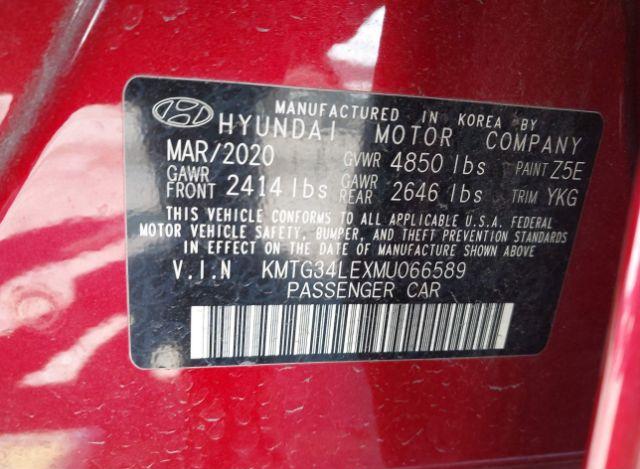 MANUFACTURED IN KOREA BY
HYUNDAI MOTOR COMPANY
MAR/2020 GVWR 4850 lbs PAINT Z5E
GAWR FRONT 2414 lbs GAWR REAR 2646 lbs TRIM YKG
THIS VEHICLE CONFORMS TO ALL APPLICABLE U.S.A. FEDERAL
MOTOR VEHICLE SAFETY, BUMPER, AND THEFT PREVENTION STANDARDS
IN EFFECT ON THE DATE OF MANUFACTURE SHOWN ABOVE
V.I.N KMTG34LEXMU066589
PASSENGER CAR